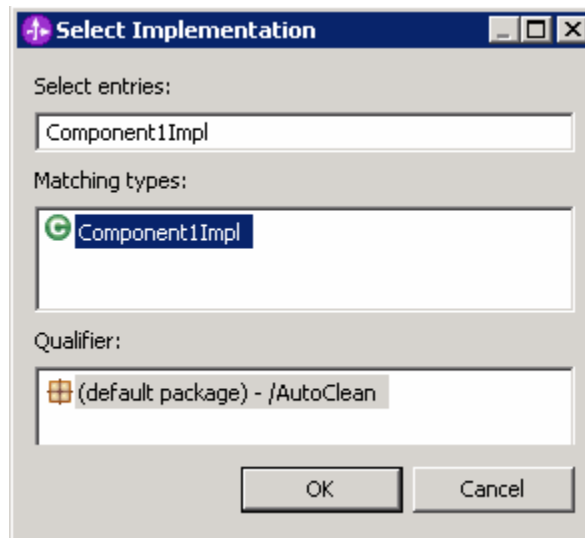 Select Implementation
Select entries:
Component1Impl
Matching types:
Component1Impl
Qualifier:
(default package) - /AutoClean
OK
Cancel